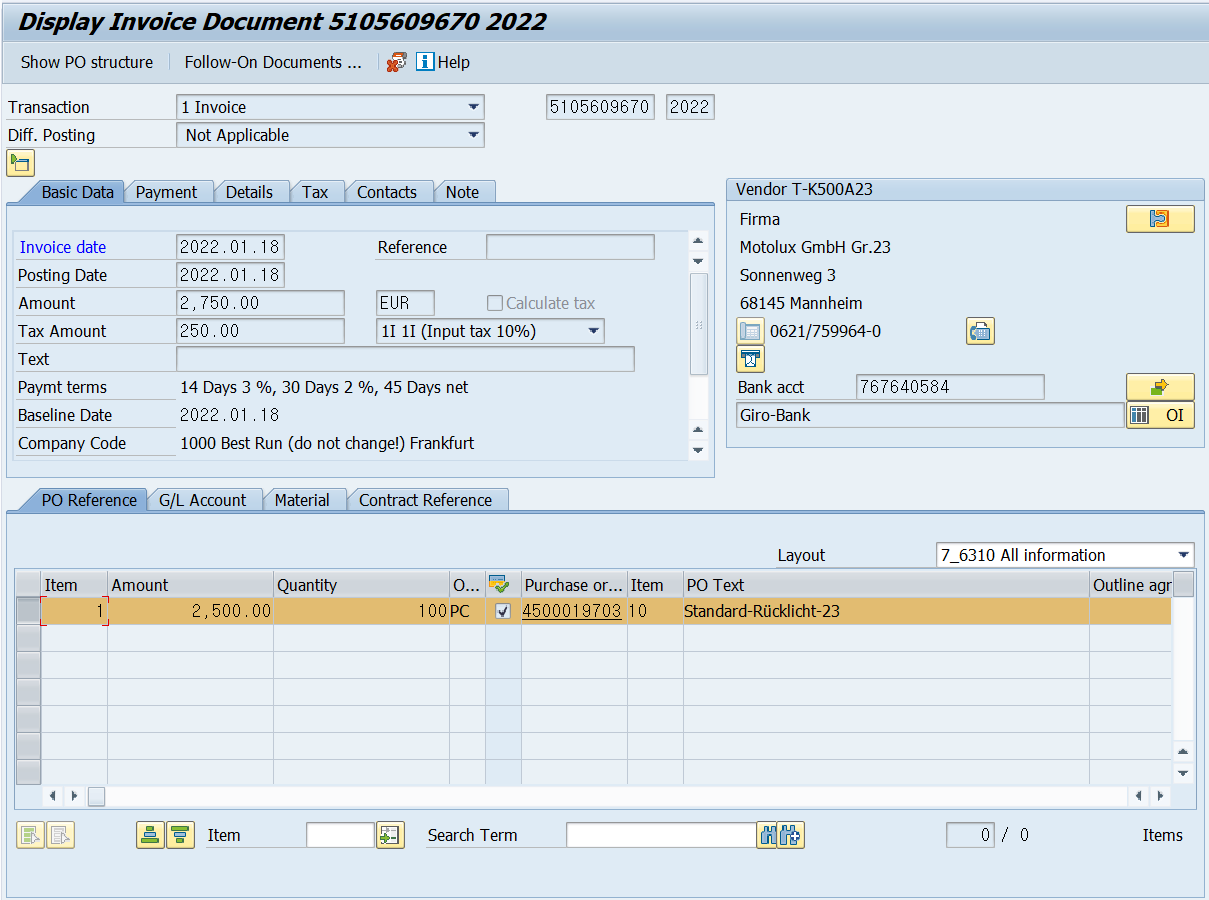 Display Invoice Document 5105609670 2022
Show PO structure Follow-On Documents ... Help
Transaction 1 Invoice 5105609670 2022
Diff. Posting Not Applicable
Basic Data Payment Details Tax Contacts Note
Invoice date 2022.01.18 Reference
Posting Date 2022.01.18
Amount 2,750.00 EUR Calculate tax
Tax Amount 250.00 1I 1I (Input tax 10%)
Text
Paymt terms 14 Days 3 %, 30 Days 2 %, 45 Days net
Baseline Date 2022.01.18
Company Code 1000 Best Run (do not change!) Frankfurt
Vendor T-K500A23
Firma
Motolux GmbH Gr.23
Sonnenweg 3
68145 Mannheim
0621/759964-0
Bank acct 767640584
Giro-Bank OI
PO Reference G/L Account Material Contract Reference
Layout 7_6310 All information
Item Amount Quantity O... Purchase or... Item PO Text Outline agr
1 2,500.00 100 PC 4500019703 10 Standard-Rücklicht-23
Item Search Term 0 / 0 Items